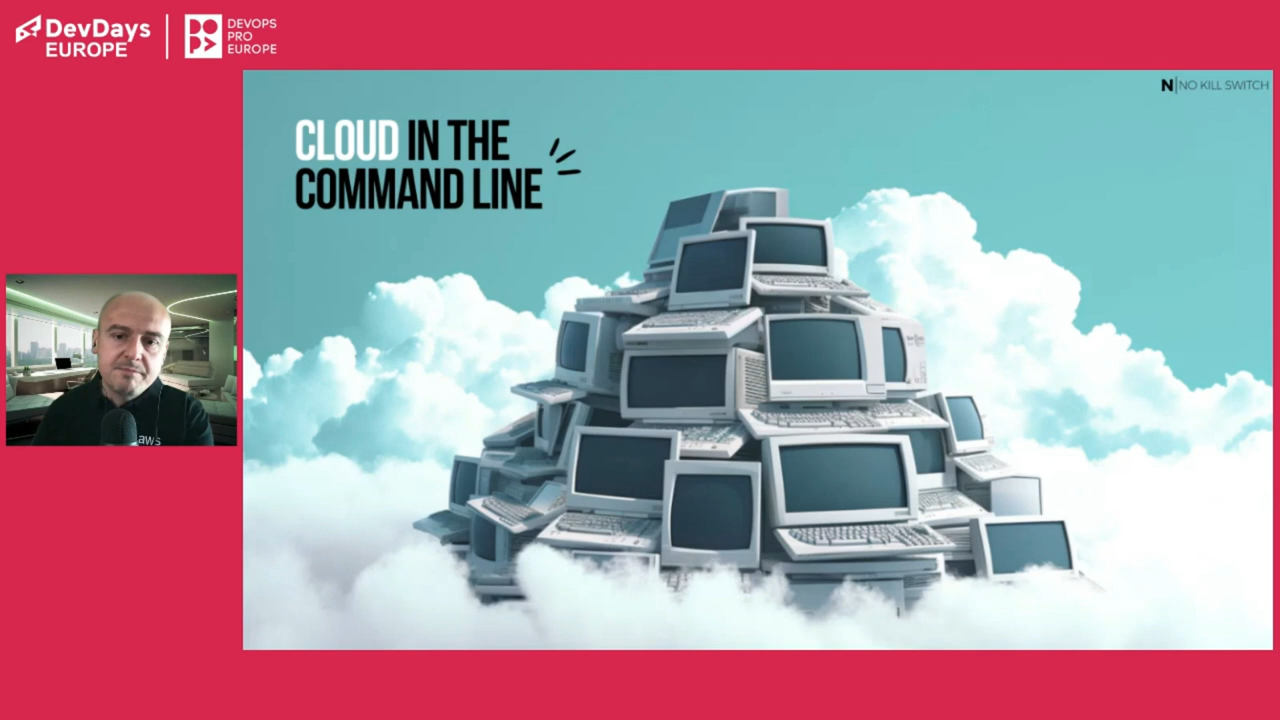 DevDays
EUROPE
DEVOPS
PRO
EUROPE
N|NO KILL SWITCH
CLOUD IN THE
COMMAND LINE
aws